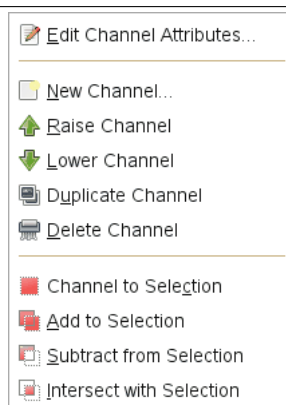 Edit Channel Attributes...
New Channel...
Raise Channel
Lower Channel
Duplicate Channel
Delete Channel
Channel to Selection
Add to Selection
Subtract from Selection
Intersect with Selection